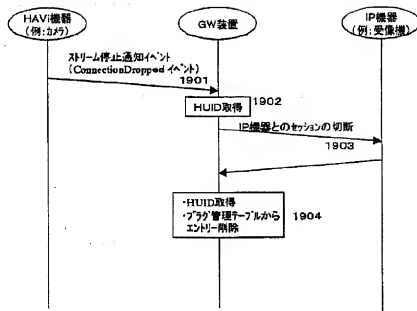 HAVi機器
(例:カメラ)
GW装置
IP機器
(例:受像機)
ストリーム停止通知イベント
(ConnectionDropped イベント)
1901
HUID取得
1902
IP機器とのセッションの切断
1903
・HUID取得
・プラグ管理テーブルから
エントリー削除
1904